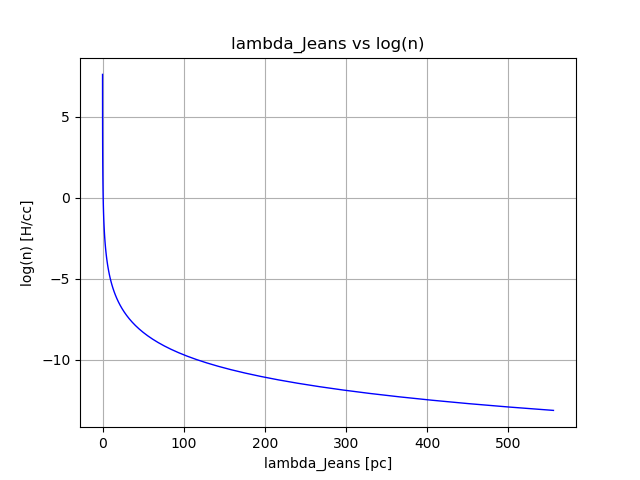 lambda_Jeans vs log(n)
log(n) [H/cc]
5
0
−5
−10
0 100 200 300 400 500
lambda_Jeans [pc]